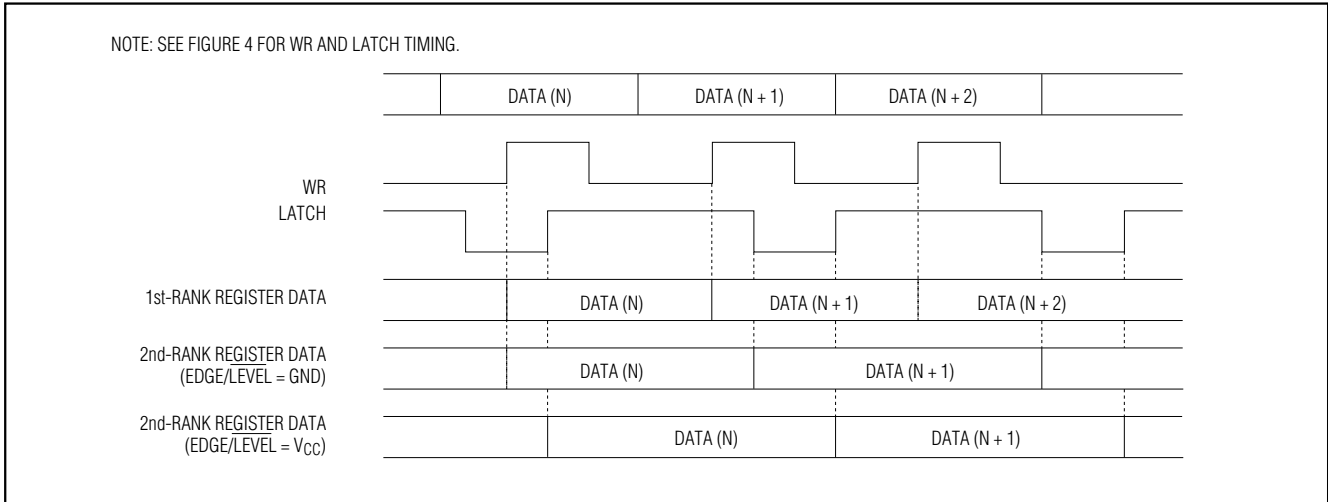 NOTE: SEE FIGURE 4 FOR WR AND LATCH TIMING.
DATA (N) DATA (N + 1) DATA (N + 2)
WR
LATCH
1st-RANK REGISTER DATA DATA (N) DATA (N + 1) DATA (N + 2)
2nd-RANK REGISTER DATA
(EDGE/LEVEL = GND) DATA (N) DATA (N + 1)
2nd-RANK REGISTER DATA
(EDGE/LEVEL = VCC) DATA (N) DATA (N + 1)